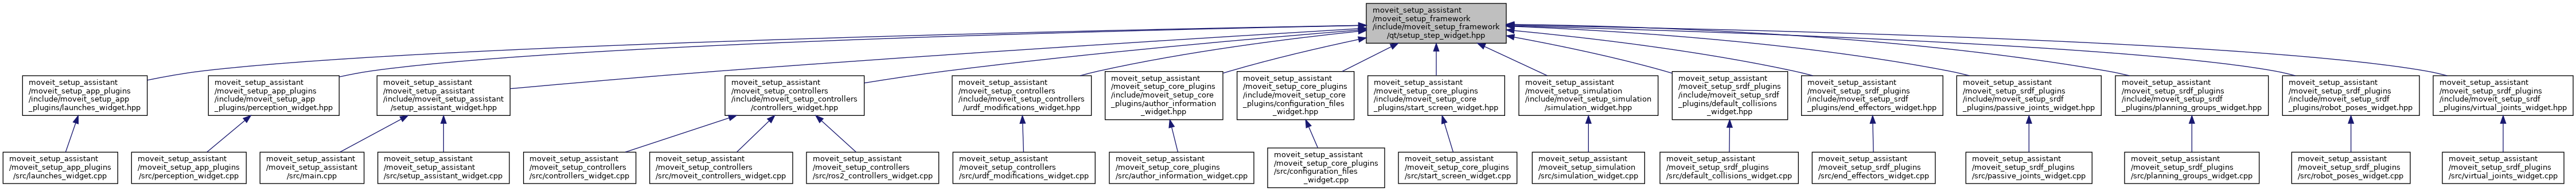 moveit_setup_assistant
/moveit_setup_framework
/include/moveit_setup_framework
/qt/setup_step_widget.hpp
moveit_setup_assistant
/moveit_setup_app_plugins
/include/moveit_setup_app
_plugins/launches_widget.hpp
moveit_setup_assistant
/moveit_setup_app_plugins
/include/moveit_setup_app
_plugins/perception_widget.hpp
moveit_setup_assistant
/moveit_setup_assistant
/include/moveit_setup_assistant
/setup_assistant_widget.hpp
moveit_setup_assistant
/moveit_setup_controllers
/include/moveit_setup_controllers
/controllers_widget.hpp
moveit_setup_assistant
/moveit_setup_controllers
/include/moveit_setup_controllers
/urdf_modifications_widget.hpp
moveit_setup_assistant
/moveit_setup_core_plugins
/include/moveit_setup_core
_plugins/author_information
_widget.hpp
moveit_setup_assistant
/moveit_setup_core_plugins
/include/moveit_setup_core
_plugins/configuration_files
_widget.hpp
moveit_setup_assistant
/moveit_setup_core_plugins
/include/moveit_setup_core
_plugins/start_screen_widget.hpp
moveit_setup_assistant
/moveit_setup_simulation
/include/moveit_setup_simulation
/simulation_widget.hpp
moveit_setup_assistant
/moveit_setup_srdf_plugins
/include/moveit_setup_srdf
_plugins/default_collisions
_widget.hpp
moveit_setup_assistant
/moveit_setup_srdf_plugins
/include/moveit_setup_srdf
_plugins/end_effectors_widget.hpp
moveit_setup_assistant
/moveit_setup_srdf_plugins
/include/moveit_setup_srdf
_plugins/passive_joints_widget.hpp
moveit_setup_assistant
/moveit_setup_srdf_plugins
/include/moveit_setup_srdf
_plugins/planning_groups_widget.hpp
moveit_setup_assistant
/moveit_setup_srdf_plugins
/include/moveit_setup_srdf
_plugins/robot_poses_widget.hpp
moveit_setup_assistant
/moveit_setup_srdf_plugins
/include/moveit_setup_srdf
_plugins/virtual_joints_widget.hpp
moveit_setup_assistant
/moveit_setup_app_plugins
/src/launches_widget.cpp
moveit_setup_assistant
/moveit_setup_app_plugins
/src/perception_widget.cpp
moveit_setup_assistant
/moveit_setup_assistant
/src/main.cpp
moveit_setup_assistant
/moveit_setup_assistant
/src/setup_assistant_widget.cpp
moveit_setup_assistant
/moveit_setup_controllers
/src/controllers_widget.cpp
moveit_setup_assistant
/moveit_setup_controllers
/src/moveit_controllers_widget.cpp
moveit_setup_assistant
/moveit_setup_controllers
/src/ros2_controllers_widget.cpp
moveit_setup_assistant
/moveit_setup_controllers
/src/urdf_modifications_widget.cpp
moveit_setup_assistant
/moveit_setup_core_plugins
/src/author_information_widget.cpp
moveit_setup_assistant
/moveit_setup_core_plugins
/src/configuration_files
_widget.cpp
moveit_setup_assistant
/moveit_setup_core_plugins
/src/start_screen_widget.cpp
moveit_setup_assistant
/moveit_setup_simulation
/src/simulation_widget.cpp
moveit_setup_assistant
/moveit_setup_srdf_plugins
/src/default_collisions_widget.cpp
moveit_setup_assistant
/moveit_setup_srdf_plugins
/src/end_effectors_widget.cpp
moveit_setup_assistant
/moveit_setup_srdf_plugins
/src/passive_joints_widget.cpp
moveit_setup_assistant
/moveit_setup_srdf_plugins
/src/planning_groups_widget.cpp
moveit_setup_assistant
/moveit_setup_srdf_plugins
/src/robot_poses_widget.cpp
moveit_setup_assistant
/moveit_setup_srdf_plugins
/src/virtual_joints_widget.cpp